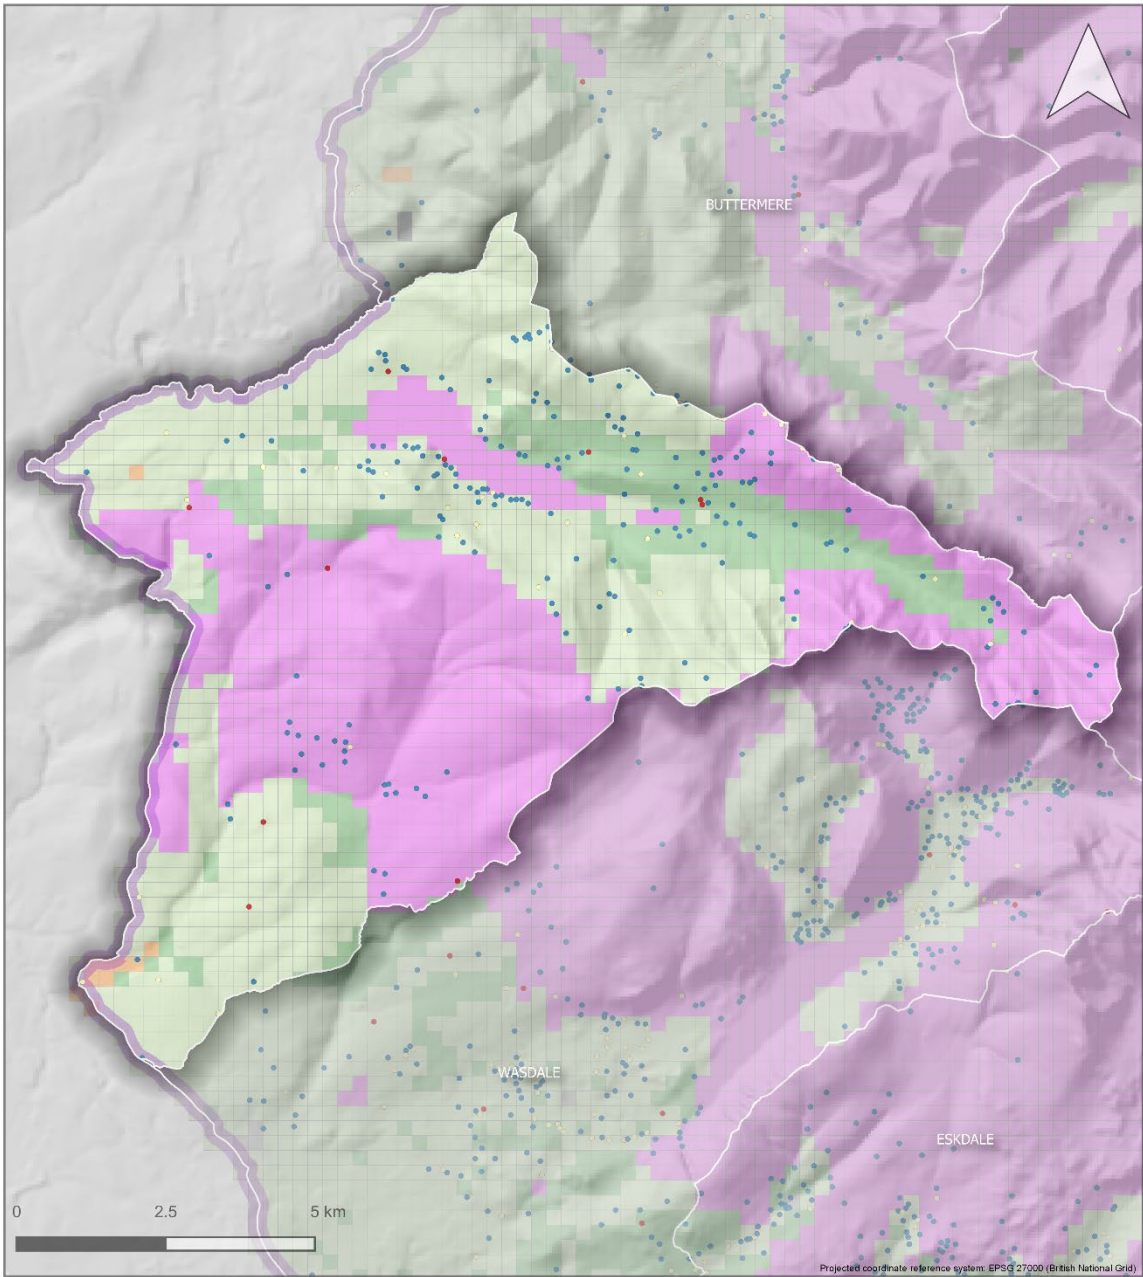 BUTTERMERE
WASDALE
ESKDALE
0 2.5 5 km
Projected coordinate reference system: EPSG 27000 (British National Grid)